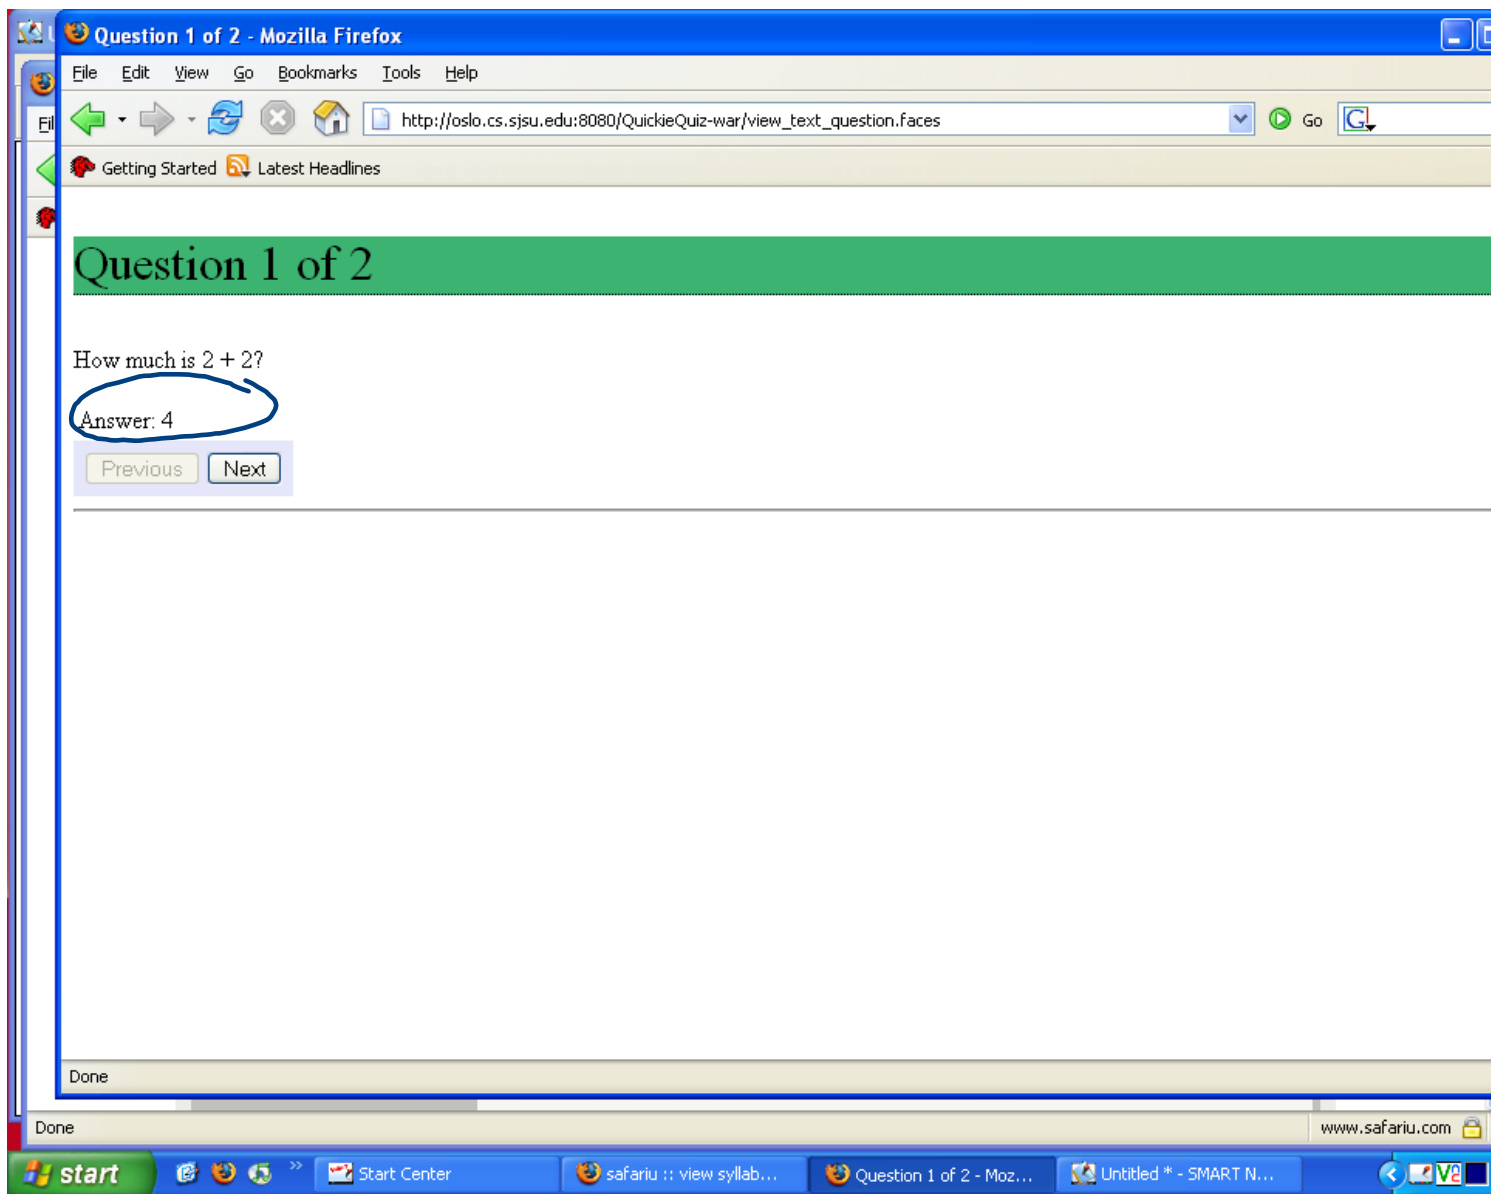 Question 1 of 2 - Mozilla Firefox
File Edit View Go Bookmarks Tools Help
Fil
http://oslo.cs.sjsu.edu:8080/QuickieQuiz-war/view_text_question.faces
Go
G
Getting Started Latest Headlines
Question 1 of 2
How much is 2 + 2?
Answer: 4
Previous Next
Done
Done www.safariu.com
start Start Center safariu :: view syllab... Question 1 of 2 - Moz... Untitled * - SMART N...